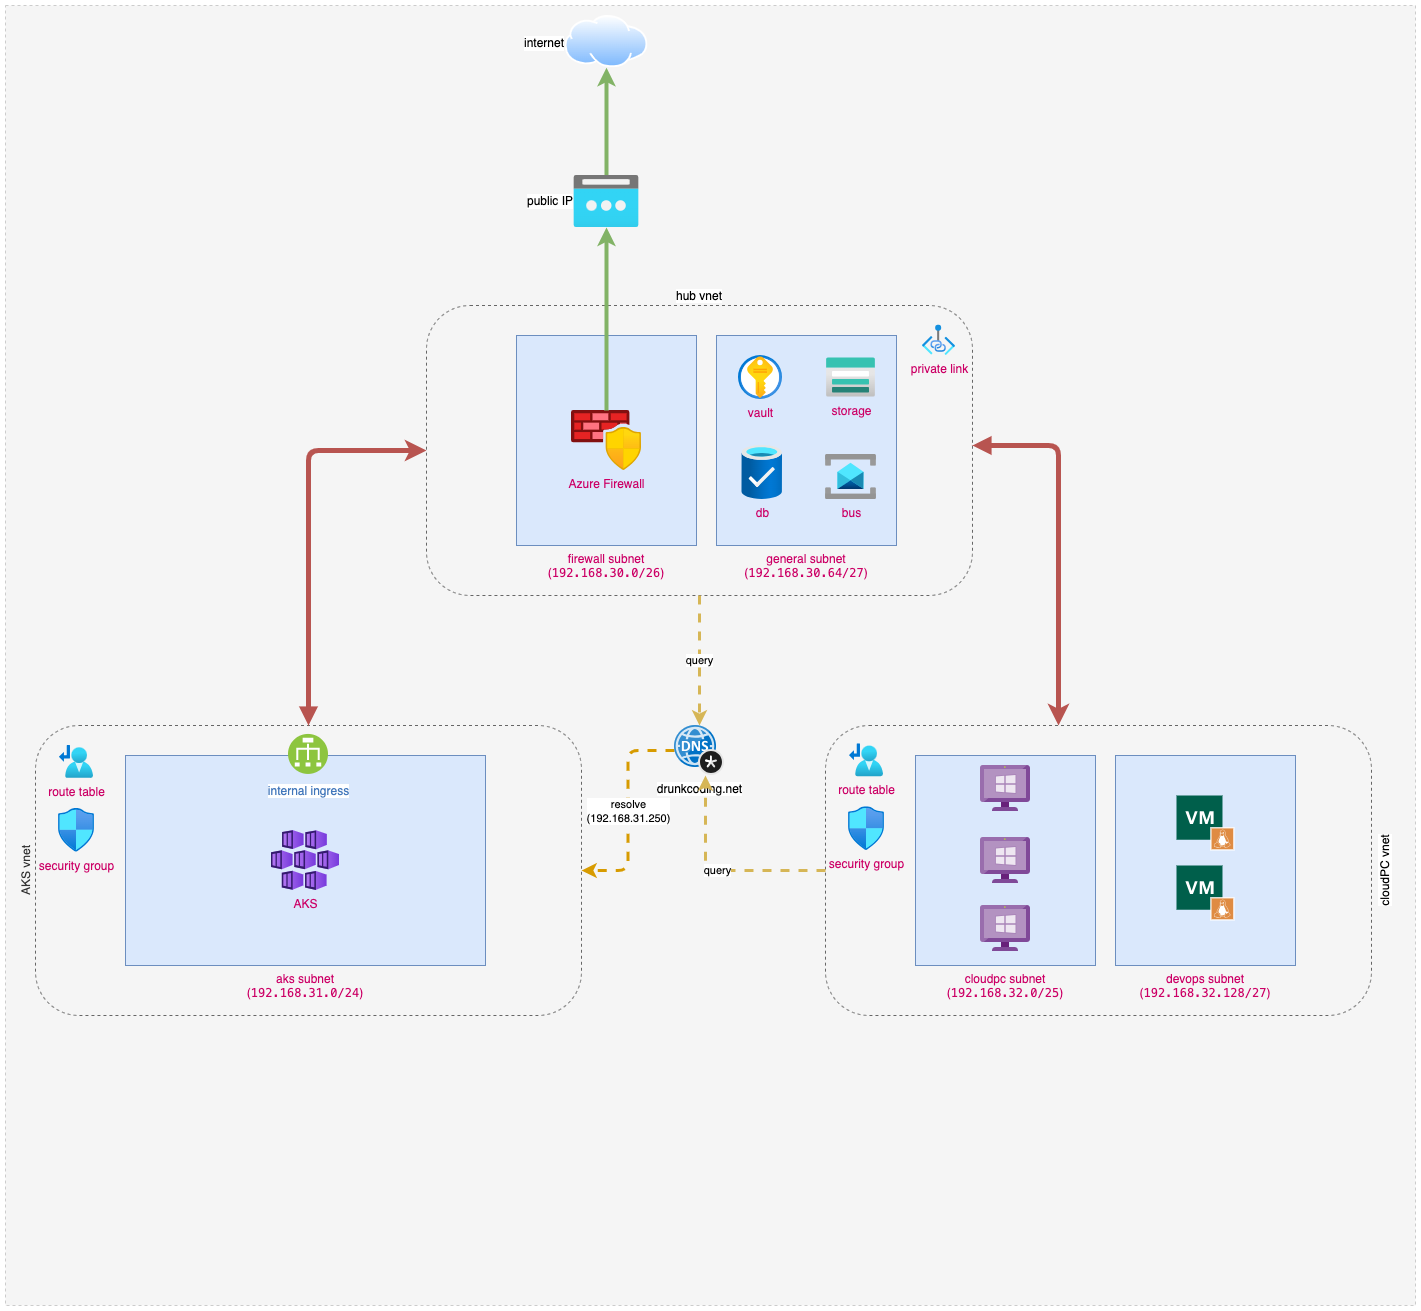 internet
public IP
hub vnet
private link
vault
storage
Azure Firewall
db
bus
firewall subnet
(192.168.30.0/26)
general subnet
(192.168.30.64/27)
query
DNS
drunkcoding.net
resolve
(192.168.31.250)
query
AKS vnet
route table
security group
internal ingress
AKS
aks subnet
(192.168.31.0/24)
route table
security group
cloudpc subnet
(192.168.32.0/25)
VM
VM
devops subnet
(192.168.32.128/27)
cloudPC vnet